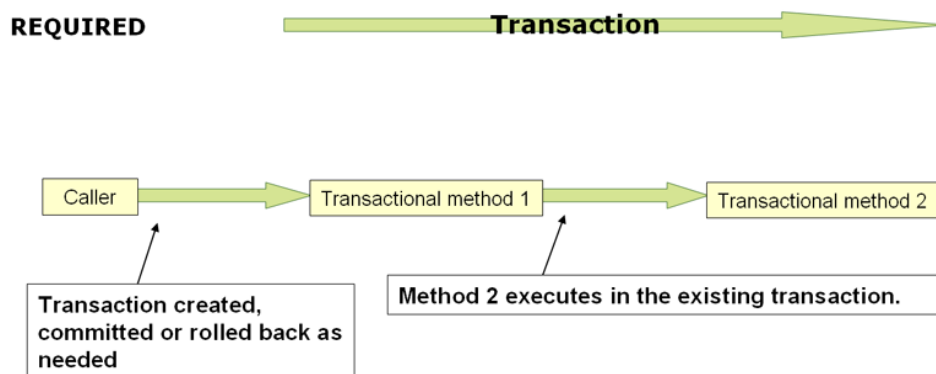 REQUIRED
Transaction
Caller
Transactional method 1
Transactional method 2
Transaction created,
committed or rolled back as
needed
Method 2 executes in the existing transaction.